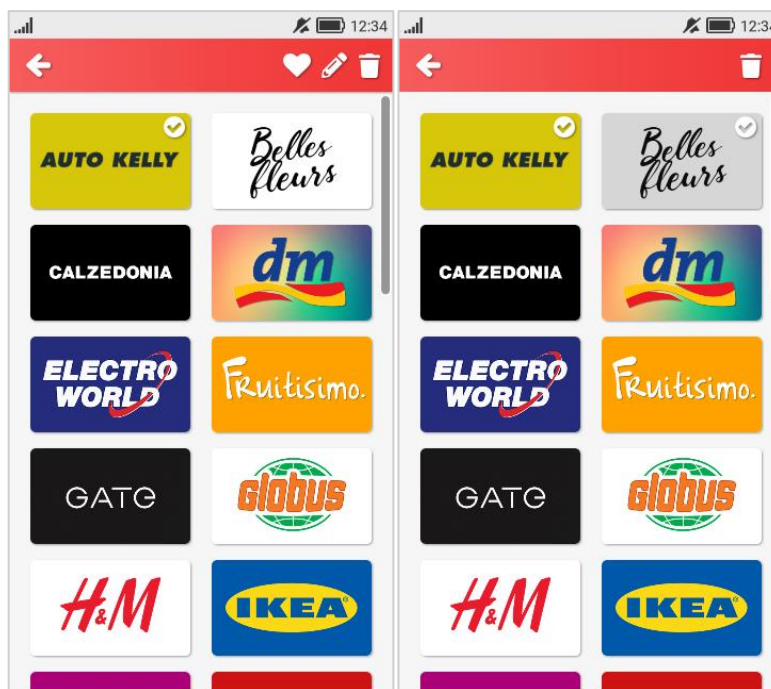 12:34
AUTO KELLY
Belles
fleurs
CALZEDONIA
dm
ELECTRO
WORLD
Fruitisimo.
GATE
Globus
H&M
IKEA®
12:34
AUTO KELLY
Belles
fleurs
CALZEDONIA
dm
ELECTRO
WORLD
Fruitisimo.
GATE
Globus
H&M
IKEA®